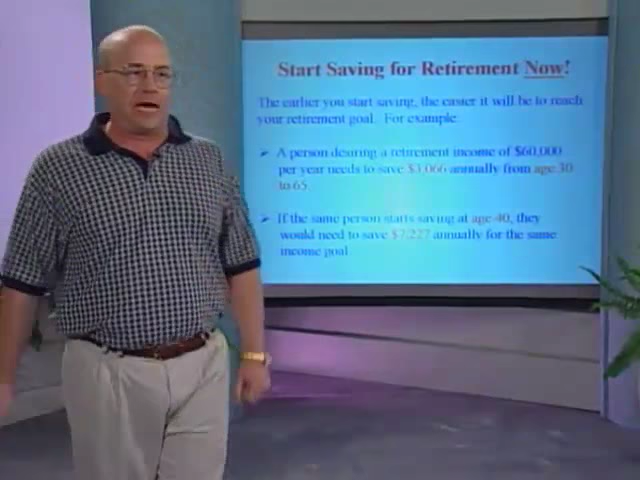 Start Saving for Retirement Now!
The earlier you start saving, the easier it will be to reach
your retirement goal. For example:
➢ A person desiring a retirement income of $60,000
per year needs to save $3,066 annually from age 30
to 65.
➢ If the same person starts saving at age 40, they
would need to save $7,227 annually for the same
income goal.